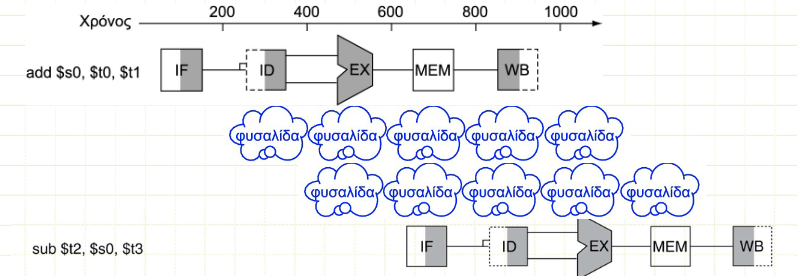 Χρόνος 200 400 600 800 1000
add $s0, $t0, $t1 IF ID EX MEM WB
φυσαλίδα φυσαλίδα φυσαλίδα φυσαλίδα φυσαλίδα
φυσαλίδα φυσαλίδα φυσαλίδα φυσαλίδα φυσαλίδα
sub $t2, $s0, $t3 IF ID EX MEM WB